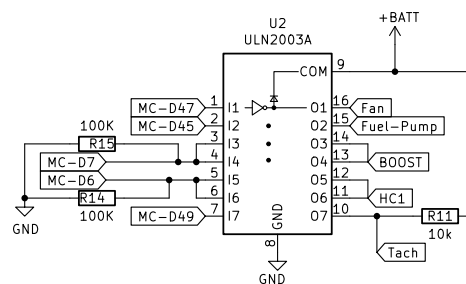 U2
ULN2003A
+BATT
COM 9
MC-D47 1 I1 O1 16 Fan
MC-D45 2 I2 O2 15 Fuel-Pump
100K
R15
3 I3 O3 14
MC-D7 4 I4 O4 13 BOOST
MC-D6 5 I5 O5 12
R14 6 I6 O6 11 HC1
100K
MC-D49 7 I7 O7 10 R11
10k
GND
GND
8
Tach
GND